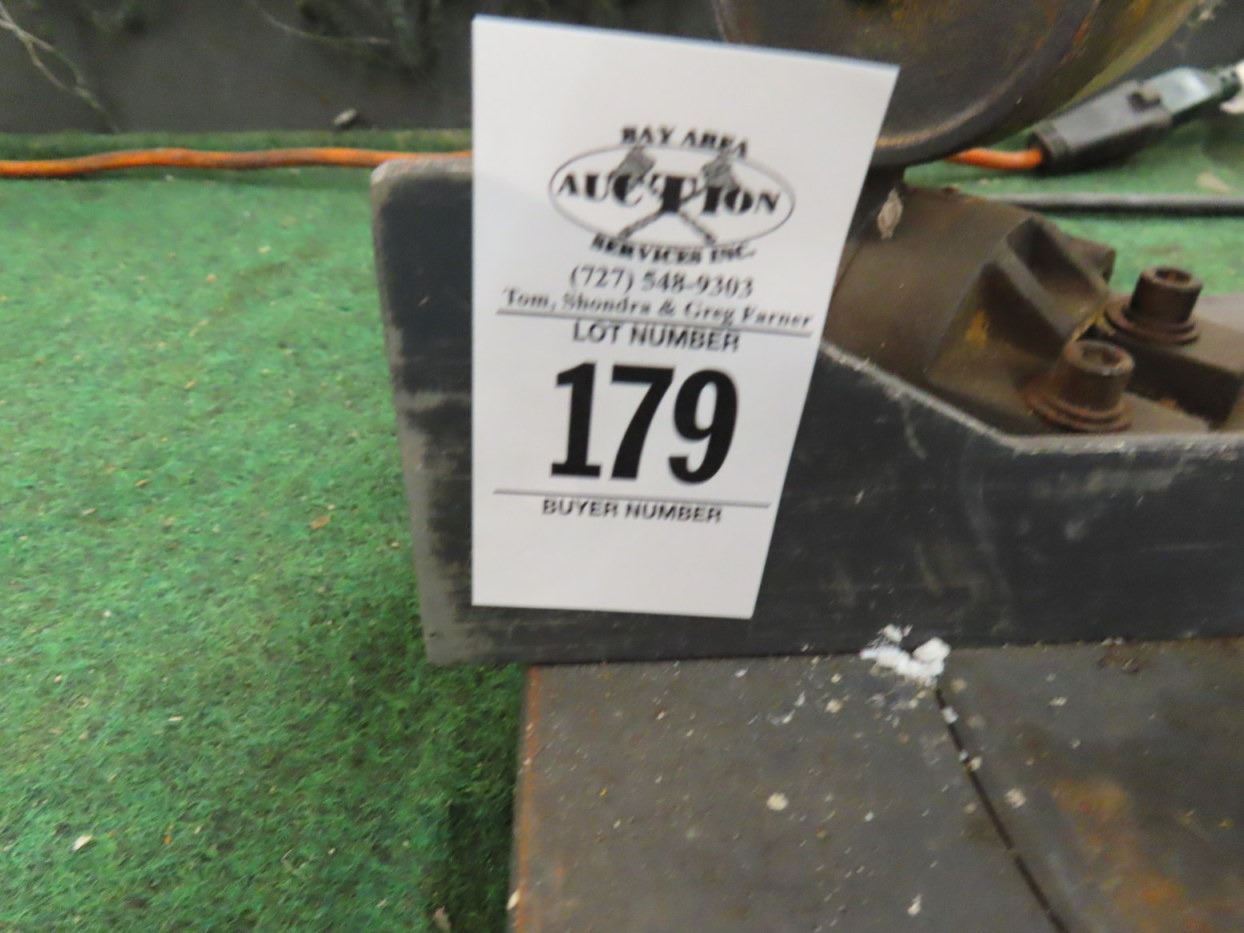 BAY AREA
AUCTION
SERVICES INC.
(727) 548-9303
Tom, Shondra & Greg Farner
LOT NUMBER
179
BUYER NUMBER